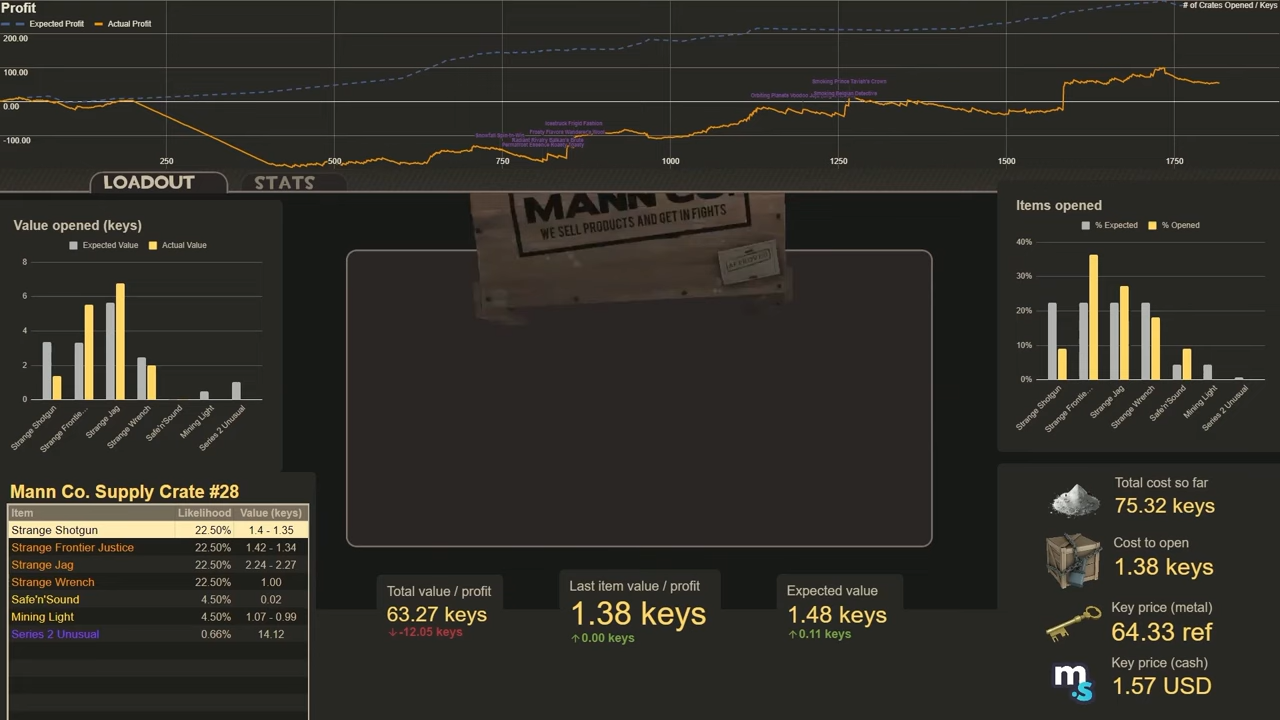 Profit
# of Crates Opened / Keys
Expected Profit
Actual Profit
200.00
100.00
0.00
-100.00
250
500
750
1000
1250
1500
1750
LOADOUT
STATS
MANN CO.
WE SELL PRODUCTS AND GET IN FIGHTS
APPROVED
Value opened (keys)
Expected Value
Actual Value
8
6
4
2
0
Strange Shotgun
Strange Frontie...
Strange Jag
Strange Wrench
Safe'n'Sound
Mining Light
Series 2 Unusual
Items opened
% Expected
% Opened
40%
30%
20%
10%
0%
Strange Shotgun
Strange Frontie...
Strange Jag
Strange Wrench
Safe'n'Sound
Mining Light
Series 2 Unusual
Mann Co. Supply Crate #28
Item Likelihood Value (keys)
Strange Shotgun 22.50% 1.4 - 1.35
Strange Frontier Justice 22.50% 1.42 - 1.34
Strange Jag 22.50% 2.24 - 2.27
Strange Wrench 22.50% 1.00
Safe'n'Sound 4.50% 0.02
Mining Light 4.50% 1.07 - 0.99
Series 2 Unusual 0.66% 14.12
Total value / profit
63.27 keys
↓-12.05 keys
Last item value / profit
1.38 keys
↑0.00 keys
Expected value
1.48 keys
↑0.11 keys
Total cost so far
75.32 keys
Cost to open
1.38 keys
Key price (metal)
64.33 ref
Key price (cash)
m.s
1.57 USD